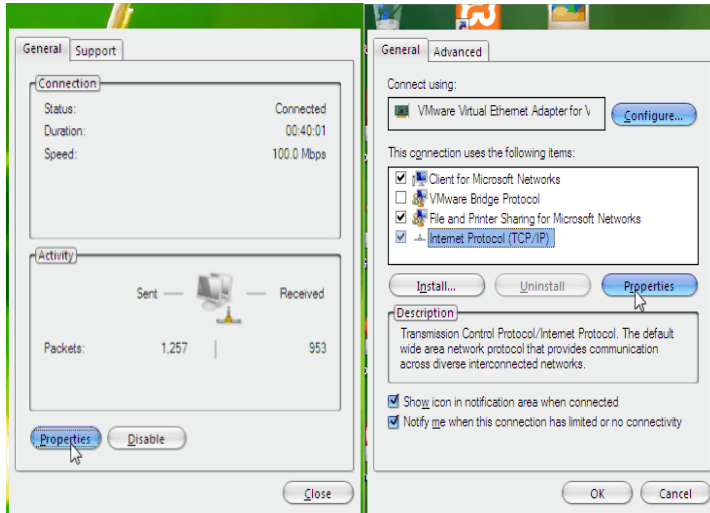 General
Support
Connection
Status: Connected
Duration: 00:40:01
Speed: 100.0 Mbps
Activity
Sent Received
Packets: 1,257 953
Properties
Disable
Close
General
Advanced
Connect using:
VMware Virtual Ethernet Adapter for V
Configure...
This connection uses the following items:
Client for Microsoft Networks
VMware Bridge Protocol
File and Printer Sharing for Microsoft Networks
Internet Protocol (TCP/IP)
Install...
Uninstall
Properties
Description
Transmission Control Protocol/Internet Protocol. The default
wide area network protocol that provides communication
across diverse interconnected networks.
Show icon in notification area when connected
Notify me when this connection has limited or no connectivity
OK
Cancel